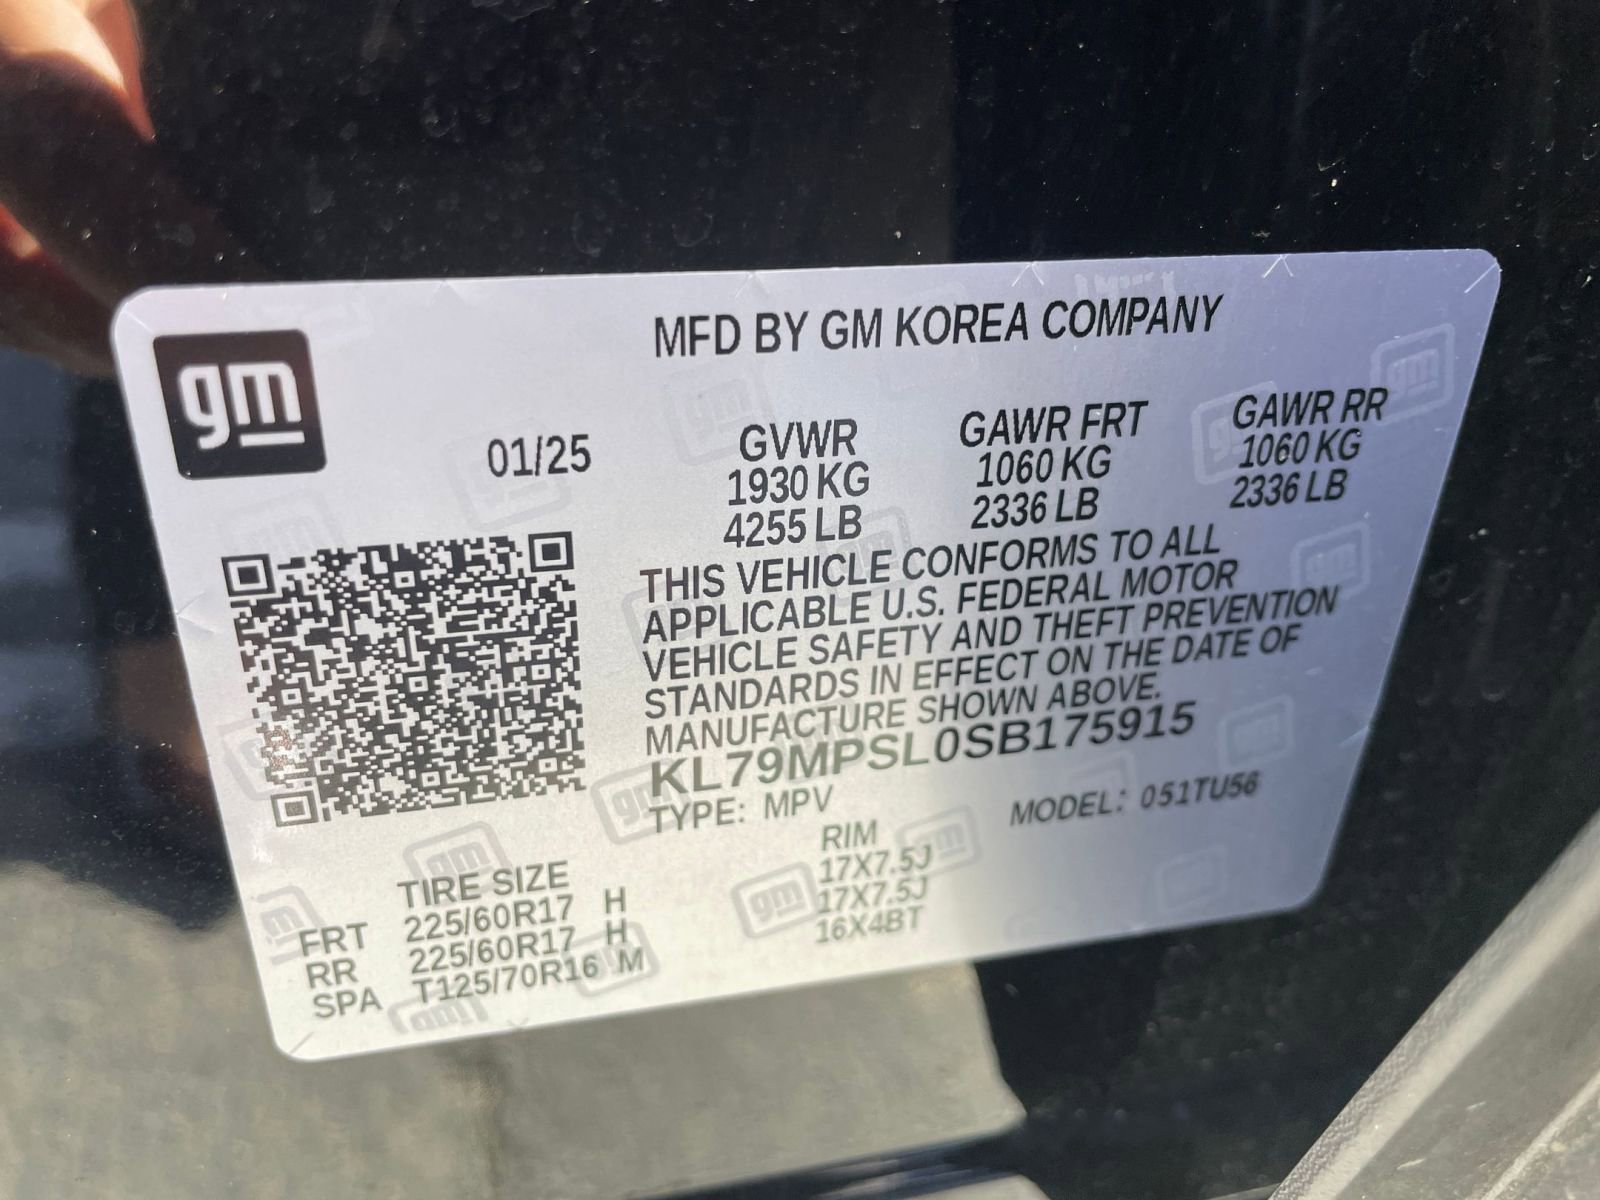 gm
MFD BY GM KOREA COMPANY
01/25
GVWR GAWR FRT GAWR RR
1930 KG 1060 KG 1060 KG
4255 LB 2336 LB 2336 LB
THIS VEHICLE CONFORMS TO ALL
APPLICABLE U.S. FEDERAL MOTOR
VEHICLE SAFETY AND THEFT PREVENTION
STANDARDS IN EFFECT ON THE DATE OF
MANUFACTURE SHOWN ABOVE.
KL79MPSL0SB175915
TYPE: MPV MODEL: 051TU56
TIRE SIZE RIM
FRT 225/60R17 H 17X7.5J
RR 225/60R17 H 17X7.5J
SPA T125/70R16 M 16X4BT